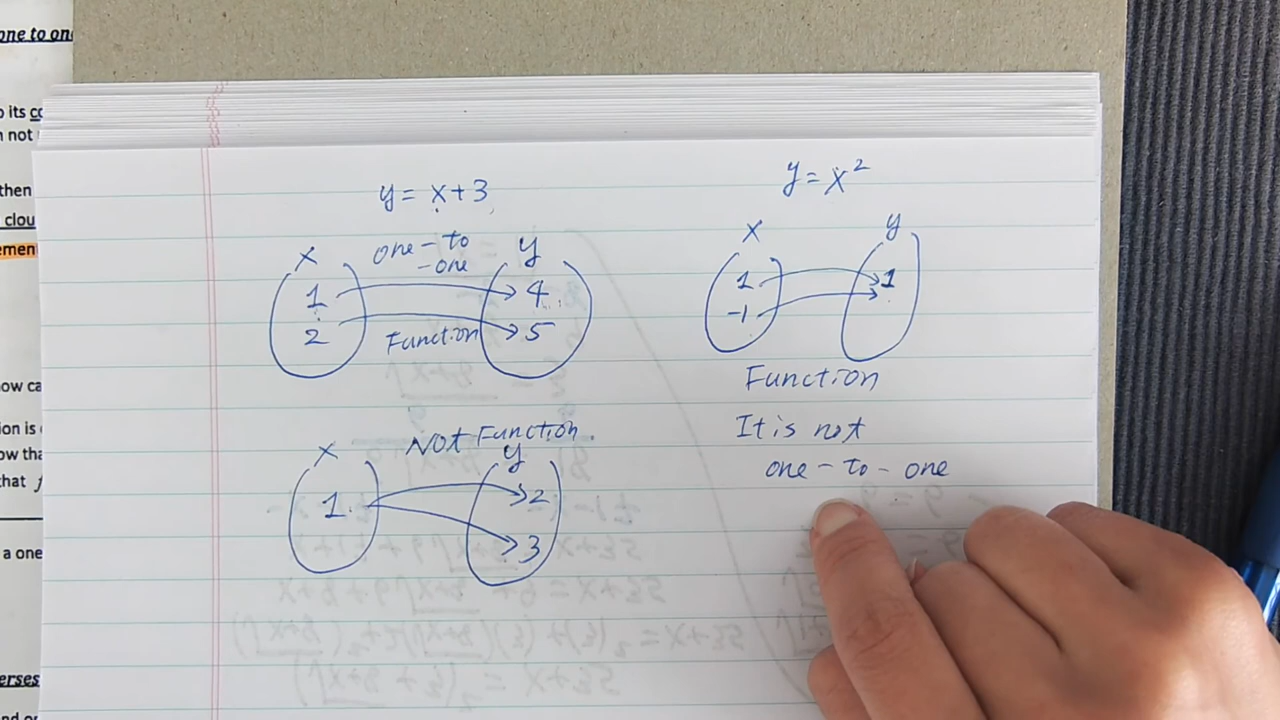 one to on
o its co
n not
then
clou
emen
ow ca
ion is
ow tha
that f
a one
erses
y = x+3
x
one-to
-one
y
1
4
2
Function
5
x
Not Function.
y
1.
2
3
y = x²
x
y
1
1
-1
Function
It is not
one-to-one